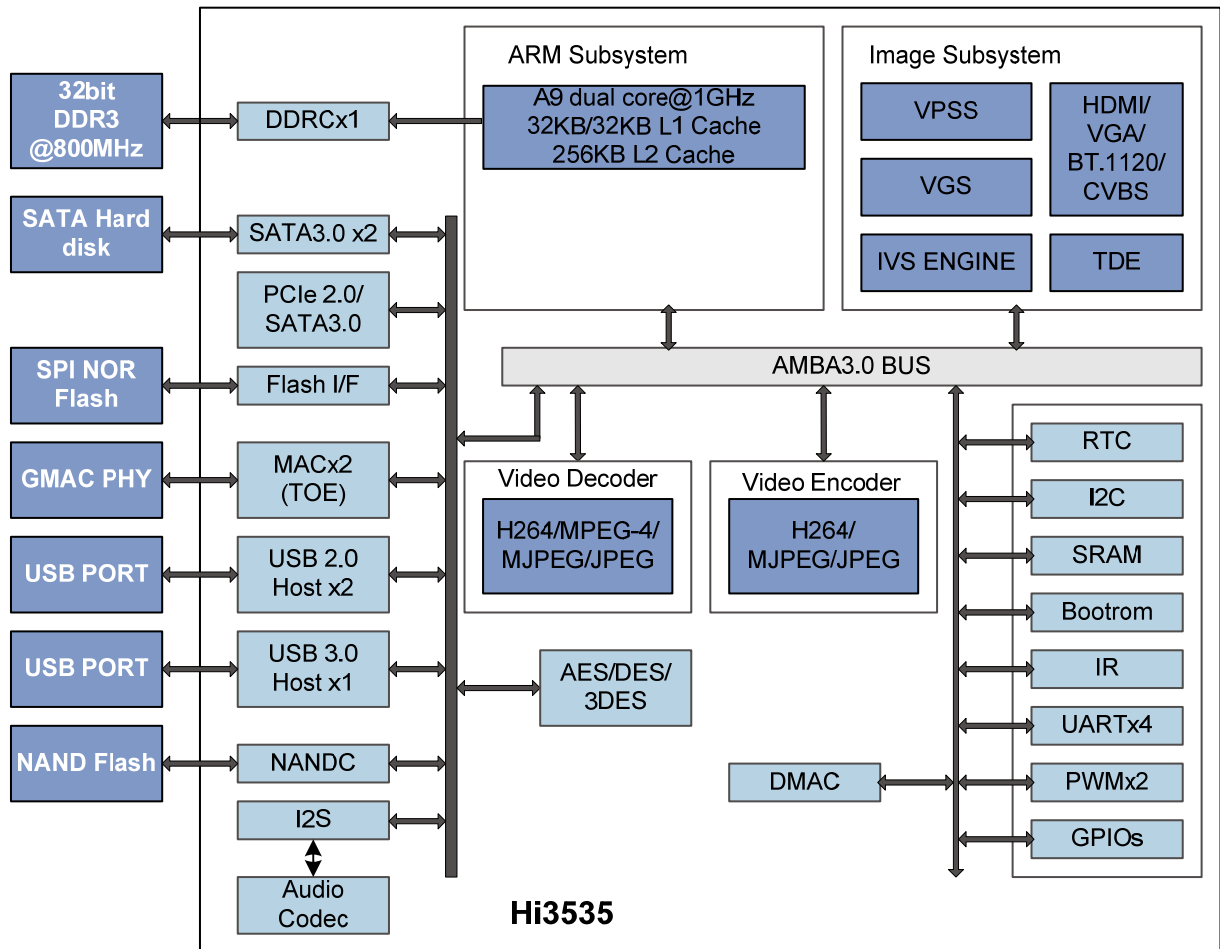 ARM Subsystem
A9 dual core@1GHz
32KB/32KB L1 Cache
256KB L2 Cache
Image Subsystem
VPSS
VGS
IVS ENGINE
HDMI/
VGA/
BT.1120/
CVBS
TDE
32bit
DDR3
@800MHz
DDRCx1
SATA Hard
disk
SATA3.0 x2
PCIe 2.0/
SATA3.0
SPI NOR
Flash
Flash I/F
GMAC PHY
MACx2
(TOE)
USB PORT
USB 2.0
Host x2
USB PORT
USB 3.0
Host x1
NAND Flash
NANDC
I2S
Audio
Codec
AMBA3.0 BUS
Video Decoder
H264/MPEG-4/
MJPEG/JPEG
Video Encoder
H264/
MJPEG/JPEG
AES/DES/
3DES
DMAC
RTC
I2C
SRAM
Bootrom
IR
UARTx4
PWMx2
GPIOs
Hi3535